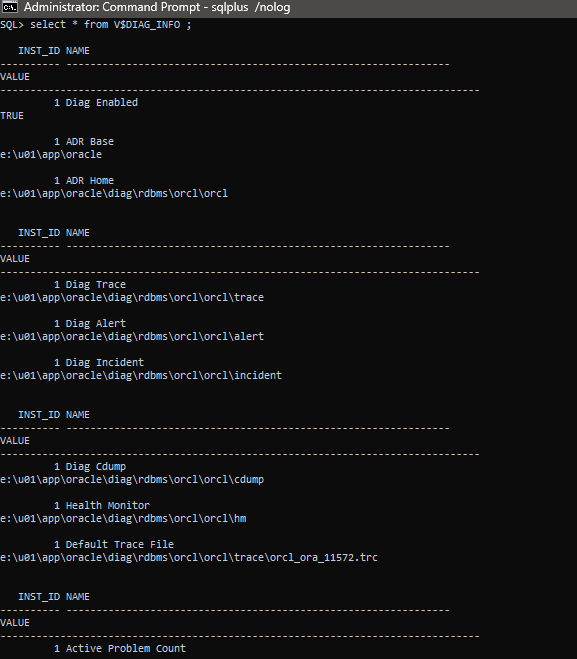 Administrator: Command Prompt - sqlplus /nolog
SQL> select * from V$DIAG_INFO ;
INST_ID NAME
---------- ----------------------------------------------------------------
VALUE
--------------------------------------------------------------------------------
1 Diag Enabled
TRUE
1 ADR Base
e:\u01\app\oracle
1 ADR Home
e:\u01\app\oracle\diag\rdbms\orcl\orcl
INST_ID NAME
---------- ----------------------------------------------------------------
VALUE
--------------------------------------------------------------------------------
1 Diag Trace
e:\u01\app\oracle\diag\rdbms\orcl\orcl\trace
1 Diag Alert
e:\u01\app\oracle\diag\rdbms\orcl\orcl\alert
1 Diag Incident
e:\u01\app\oracle\diag\rdbms\orcl\orcl\incident
INST_ID NAME
---------- ----------------------------------------------------------------
VALUE
--------------------------------------------------------------------------------
1 Diag Cdump
e:\u01\app\oracle\diag\rdbms\orcl\orcl\cdump
1 Health Monitor
e:\u01\app\oracle\diag\rdbms\orcl\orcl\hm
1 Default Trace File
e:\u01\app\oracle\diag\rdbms\orcl\orcl\trace\orcl_ora_11572.trc
INST_ID NAME
---------- ----------------------------------------------------------------
VALUE
--------------------------------------------------------------------------------
1 Active Problem Count